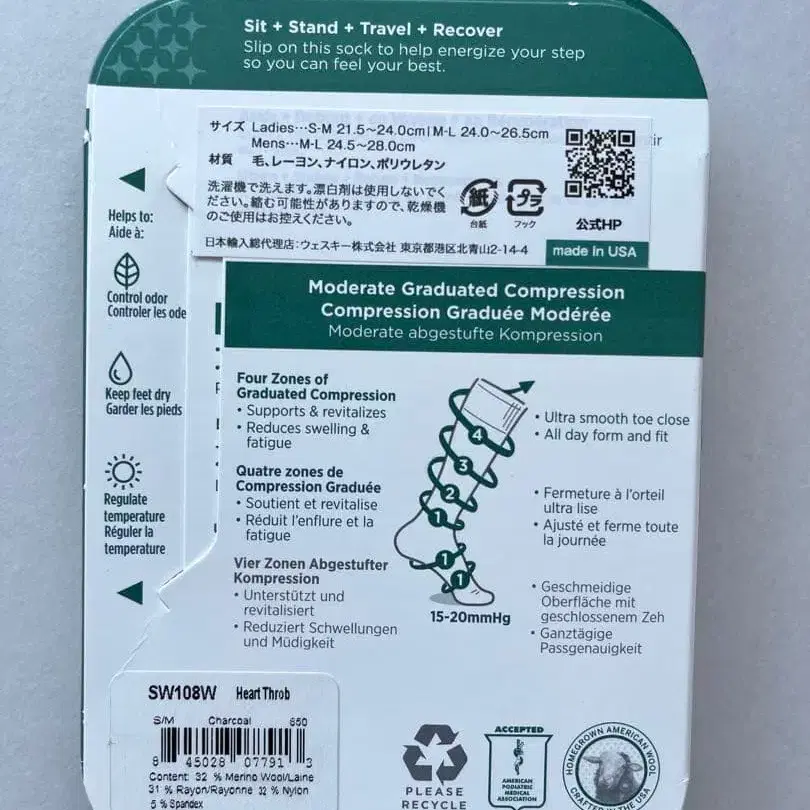 Sit + Stand + Travel + Recover
Slip on this sock to help energize your step
so you can feel your best.
サイズ Ladies…S-M 21.5~24.0cm|M-L 24.0~26.5cm
Mens…M-L 24.5~28.0cm
材質 毛、レーヨン、ナイロン、ポリウレタン
洗濯機で洗えます。漂白剤は使用しないでく
ださい。縮む可能性がありますので、乾燥機
のご使用はお控えください。
紙
台紙
プラ
フック
公式HP
日本輸入総代理店:ウェスキー株式会社 東京都港区北青山2-14-4
made in USA
tir
Helps to:
Aide à:
Control odor
Controler les ode
Keep feet dry
Garder les pieds
Regulate
temperature
Réguler la
temperature
Moderate Graduated Compression
Compression Graduée Modérée
Moderate abgestufte Kompression
Four Zones of
Graduated Compression
• Supports & revitalizes
• Reduces swelling &
fatigue
Quatre zones de
Compression Graduée
• Soutient et revitalise
• Réduit l'enflure et la
fatigue
Vier Zonen Abgestufter
Kompression
• Unterstützt und
revitalisiert
• Reduziert Schwellungen
und Müdigkeit
4
3
2
1
1
1
15-20mmHg
• Ultra smooth toe close
• All day form and fit
• Fermeture à l'orteil
ultra lise
• Ajusté et ferme toute
la journée
• Geschmeidige
Oberfläche mit
geschlossenem Zeh
• Ganztägige
Passgenauigkeit
SW108W Heart Throb
S/M Charcoal 650
8 45028 07791 3
Content: 32 % Merino Wool/Laine
31 % Rayon/Rayonne 32 % Nylon
5 % Spandex
PLEASE
RECYCLE
ACCEPTED
AMERICAN
PODIATRIC
MEDICAL
ASSOCIATION
HOMEGROWN AMERICAN WOOL
CRAFTED IN THE USA